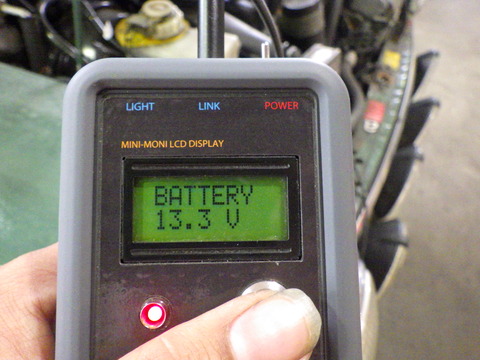 LIGHT LINK POWER
MINI-MONI LCD DISPLAY
BATTERY
13.3 V